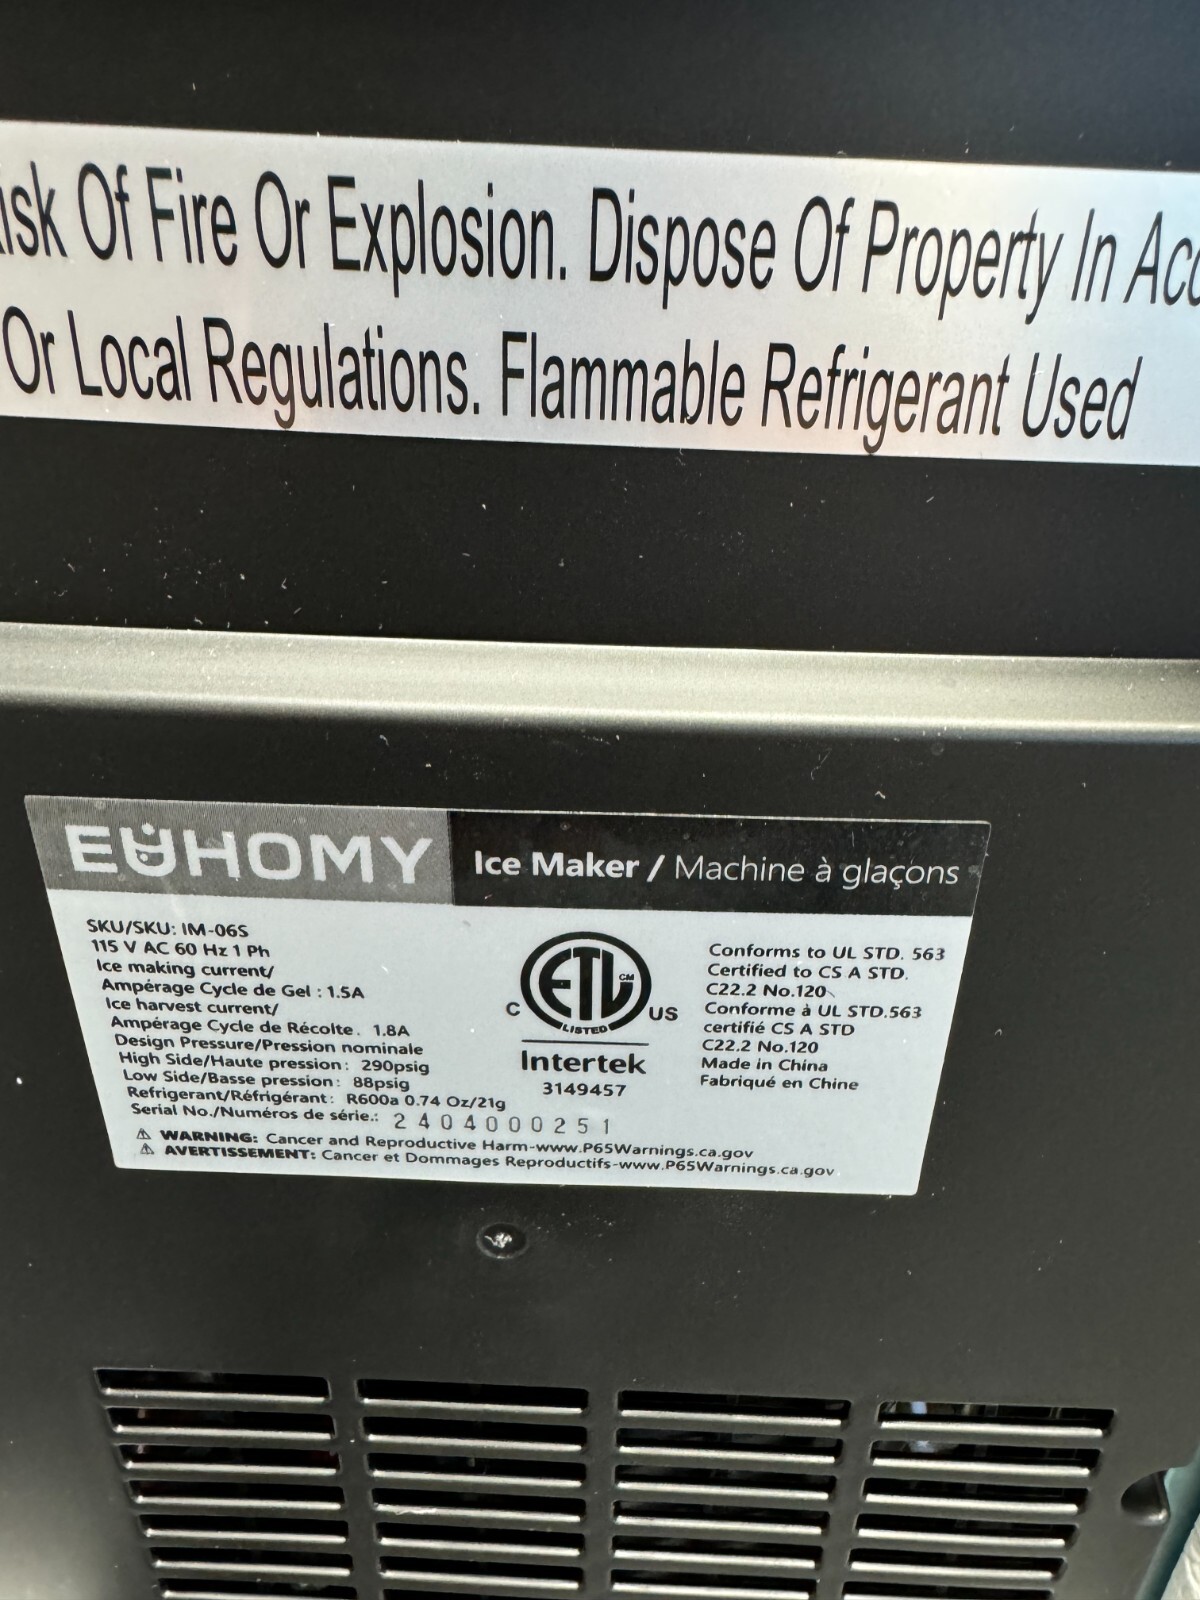 isk Of Fire Or Explosion. Dispose Of Property In Acc
Or Local Regulations. Flammable Refrigerant Used
EUHOMY
Ice Maker / Machine à glaçons
SKU/SKU: IM-06S
115 V AC 60 Hz 1 Ph
Ice making current/
Ampérage Cycle de Gel : 1.5A
Ice harvest current/
Ampérage Cycle de Récolte. 1.8A
Design Pressure/Pression nominale
High Side/Haute pression: 290psig
Low Side/Basse pression: 88psig
Refrigerant/Réfrigérant: R600a 0.74 Oz/21g
Serial No./Numéros de série.: 2404000251
ETL CM
LISTED
C US
Intertek
3149457
Conforms to UL STD. 563
Certified to CS A STD.
C22.2 No.120
Conforme à UL STD.563
certifié CS A STD
C22.2 No.120
Made in China
Fabriqué en Chine
⚠ WARNING: Cancer and Reproductive Harm-www.P65Warnings.ca.gov
⚠ AVERTISSEMENT: Cancer et Dommages Reproductifs-www.P65Warnings.ca.gov